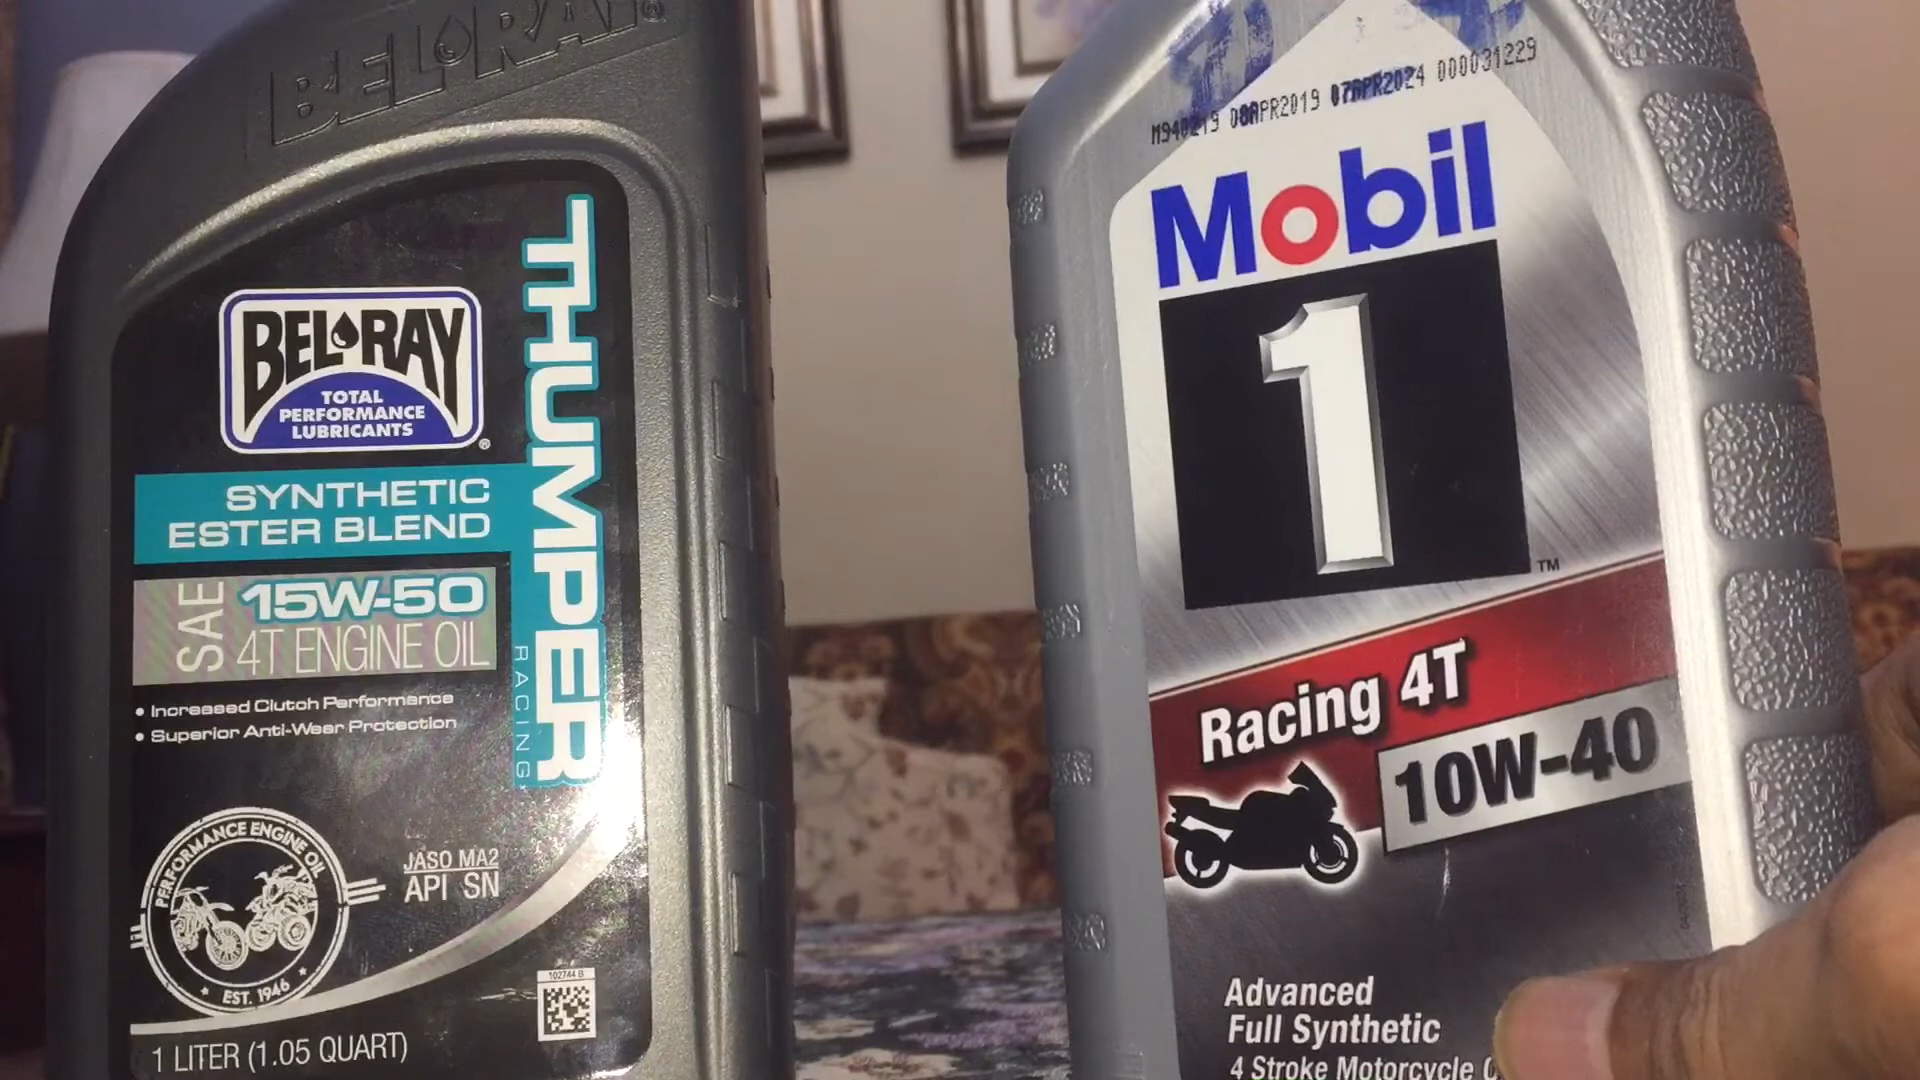 BEL-RAY®
BEL RAY
TOTAL
PERFORMANCE
LUBRICANTS
®
SYNTHETIC
ESTER BLEND
SAE
15W-50
4T ENGINE OIL
THUMPER
RACING
• Increased Clutch Performance
• Superior Anti-Wear Protection
PERFORMANCE ENGINE OIL
EST. 1946
JASO MA2
API SN
102744 B
1 LITER (1.05 QUART)
M940219 08APR2019 07APR2024 000031229
Mobil
1
TM
Racing 4T
10W-40
Advanced
Full Synthetic
4 Stroke Motorcycle